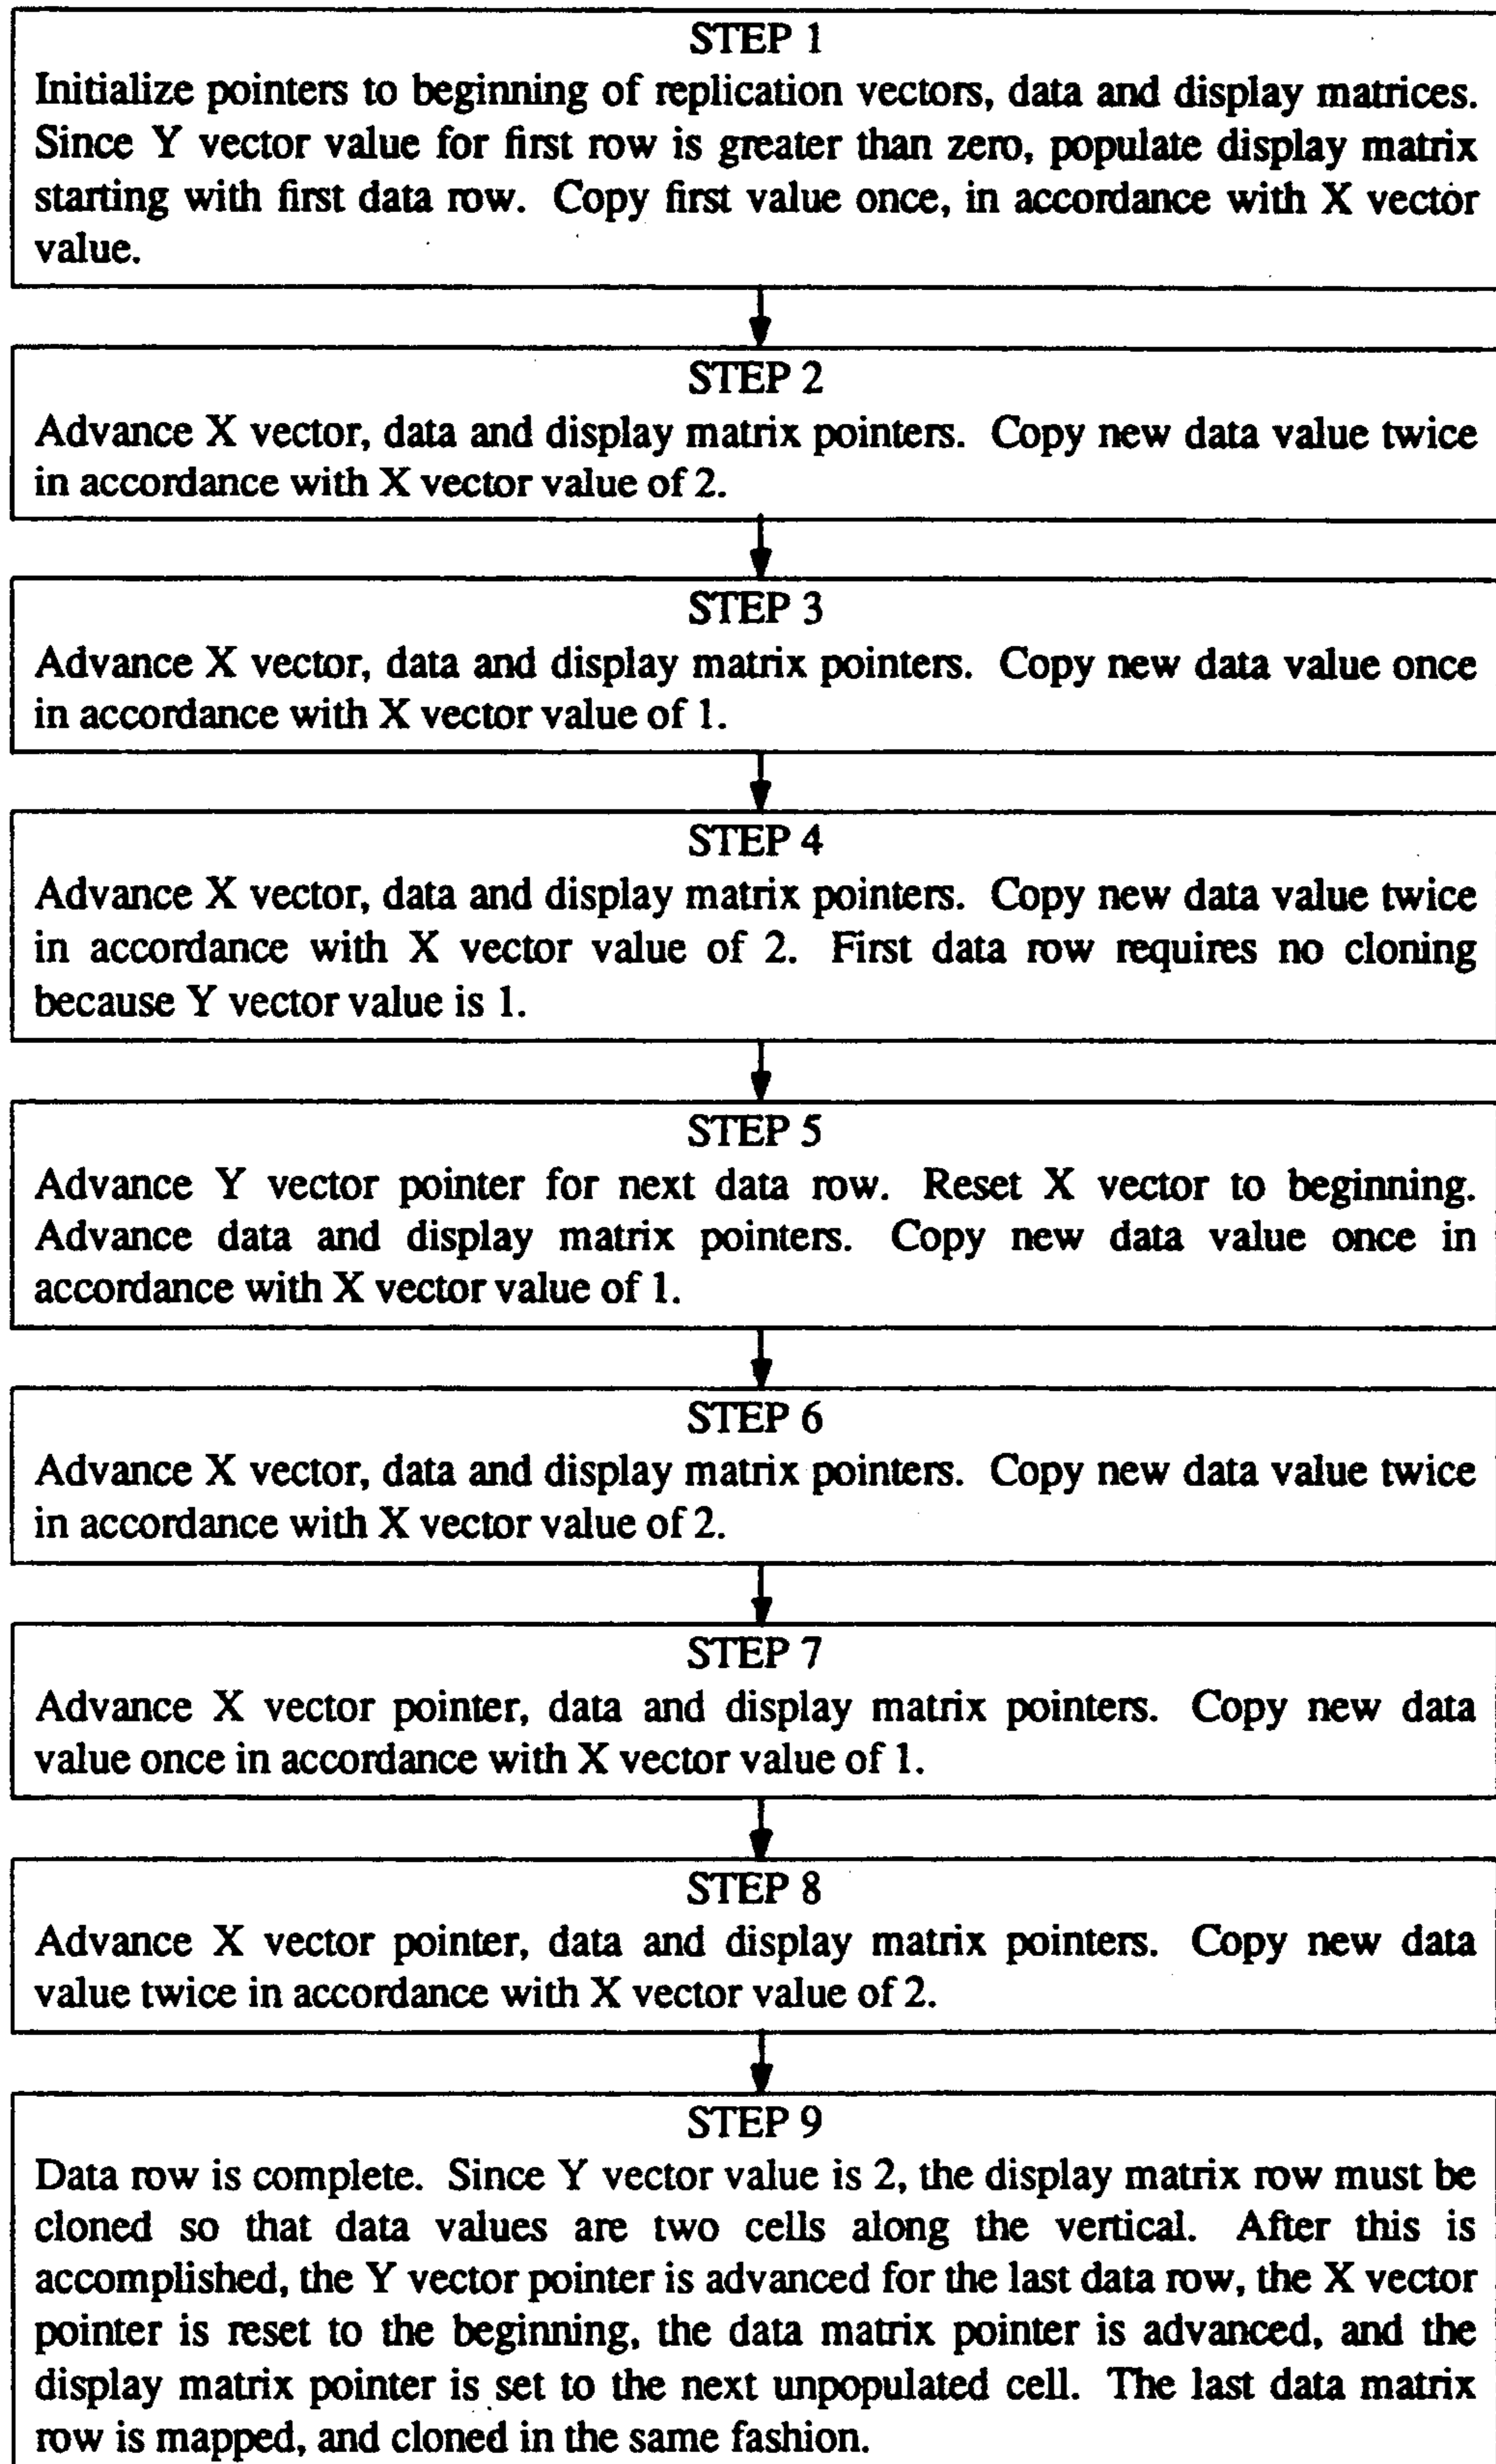 STEP 1
Initialize pointers to beginning of replication vectors, data and display matrices.
Since Y vector value for first row is greater than zero, populate display matrix
starting with first data row. Copy first value once, in accordance with X vector
value.
STEP 2
Advance X vector, data and display matrix pointers. Copy new data value twice
in accordance with X vector value of 2.
STEP 3
Advance X vector, data and display matrix pointers. Copy new data value once
in accordance with X vector value of 1.
STEP 4
Advance X vector, data and display matrix pointers. Copy new data value twice
in accordance with X vector value of 2. First data row requires no cloning
because Y vector value is 1.
STEP 5
Advance Y vector pointer for next data row. Reset X vector to beginning.
Advance data and display matrix pointers. Copy new data value once in
accordance with X vector value of 1.
STEP 6
Advance X vector, data and display matrix pointers. Copy new data value twice
in accordance with X vector value of 2.
STEP 7
Advance X vector pointer, data and display matrix pointers. Copy new data
value once in accordance with X vector value of 1.
STEP 8
Advance X vector pointer, data and display matrix pointers. Copy new data
value twice in accordance with X vector value of 2.
STEP 9
Data row is complete. Since Y vector value is 2, the display matrix row must be
cloned so that data values are two cells along the vertical. After this is
accomplished, the Y vector pointer is advanced for the last data row, the X vector
pointer is reset to the beginning, the data matrix pointer is advanced, and the
display matrix pointer is set to the next unpopulated cell. The last data matrix
row is mapped, and cloned in the same fashion.